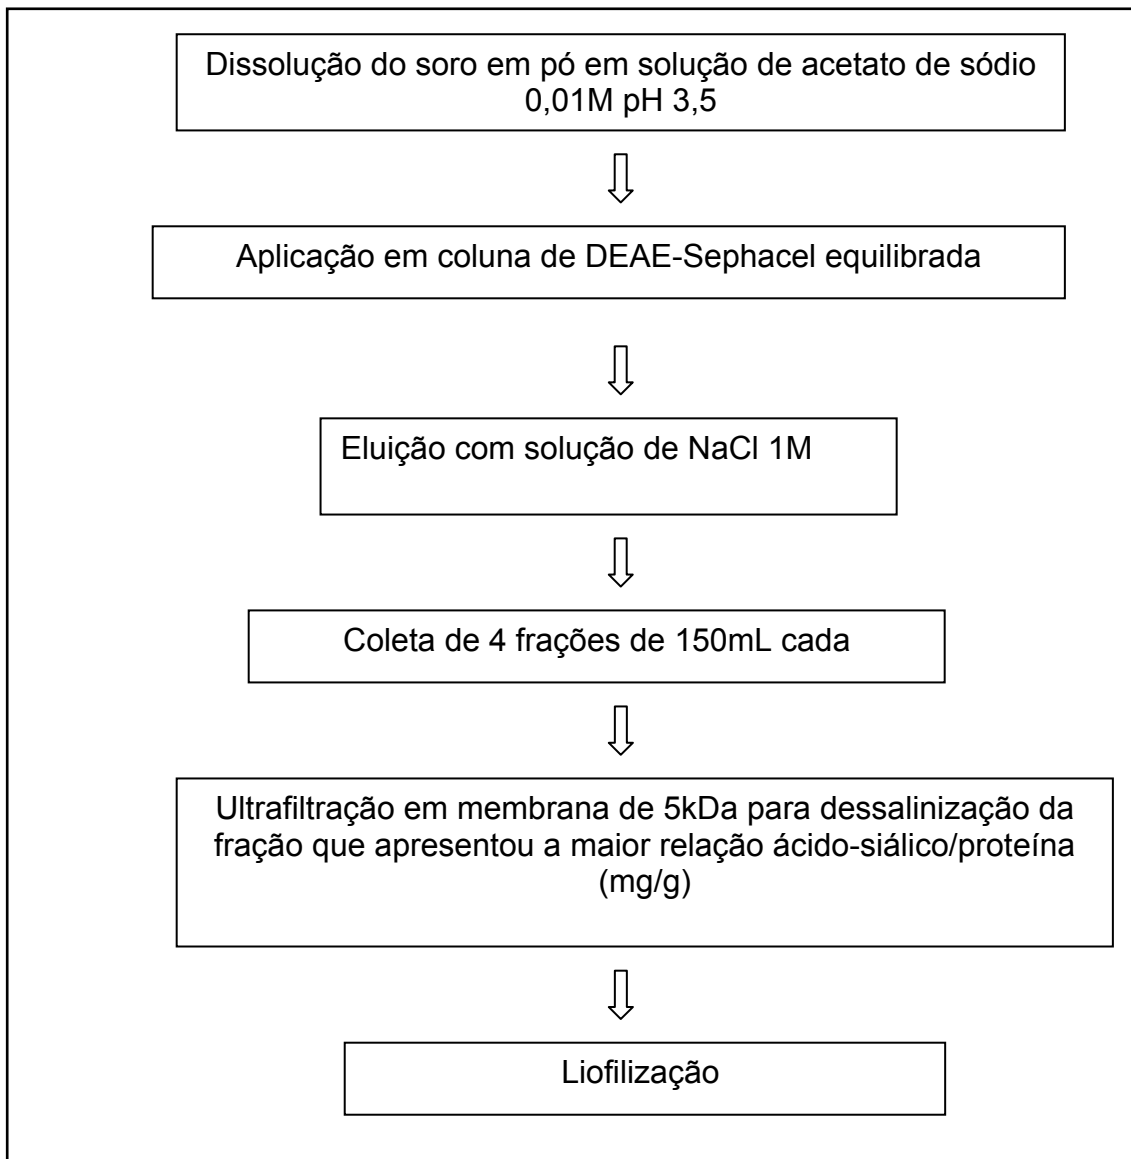 Dissolução do soro em pó em solução de acetato de sódio
0,01M pH 3,5
Aplicação em coluna de DEAE-Sephacel equilibrada
Eluição com solução de NaCl 1M
Coleta de 4 frações de 150mL cada
Ultrafiltração em membrana de 5kDa para dessalinização da
fração que apresentou a maior relação ácido-siálico/proteína
(mg/g)
Liofilização